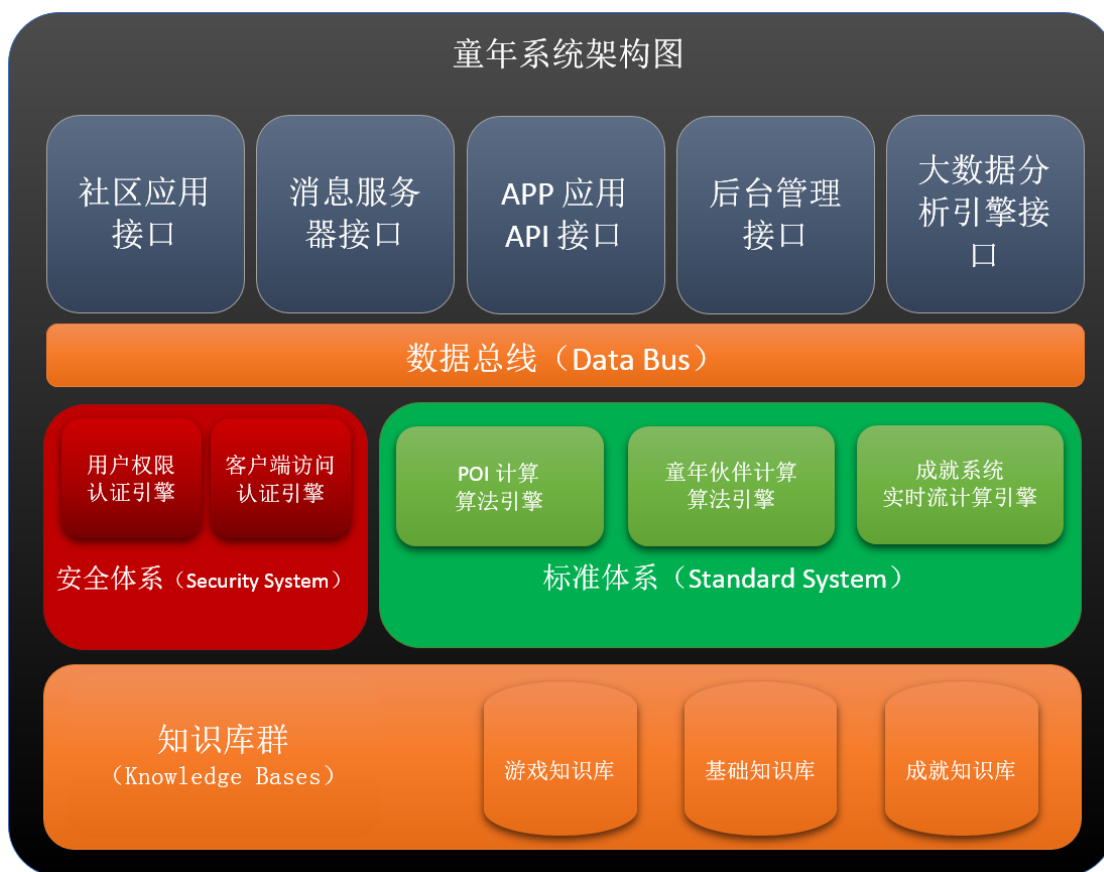 童年系统架构图
社区应用
接口
消息服务
器接口
APP 应用
API 接口
后台管理
接口
大数据分
析引擎接
口
数据总线（Data Bus）
用户权限
认证引擎
客户端访问
认证引擎
安全体系（Security System）
POI 计算
算法引擎
童年伙伴计算
算法引擎
成就系统
实时流计算引擎
标准体系（Standard System）
知识库群
（Knowledge Bases）
游戏知识库
基础知识库
成就知识库